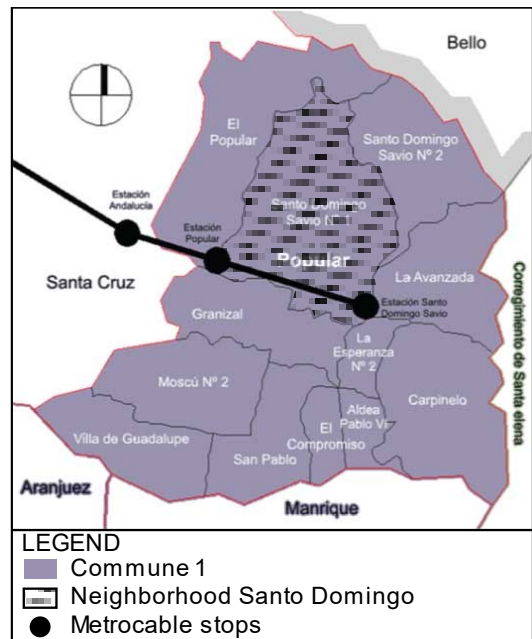 Bello
El
Popular
Santo Domingo
Savio Nº 2
Estación
Andalucía
Santo Domingo
Savio Nº 1
Estación
Popular
Popular
Santa Cruz
La Avanzada
Estación Santo
Domingo Savio
Granizal
La
Esperanza
Nº 2
Corregimiento de Santa elena
Moscú Nº 2
Carpinelo
Aldea
Pablo VI
El
Compromiso
Villa de Guadalupe
San Pablo
Aranjuez
Manrique
LEGEND
Commune 1
Neighborhood Santo Domingo
Metrocable stops